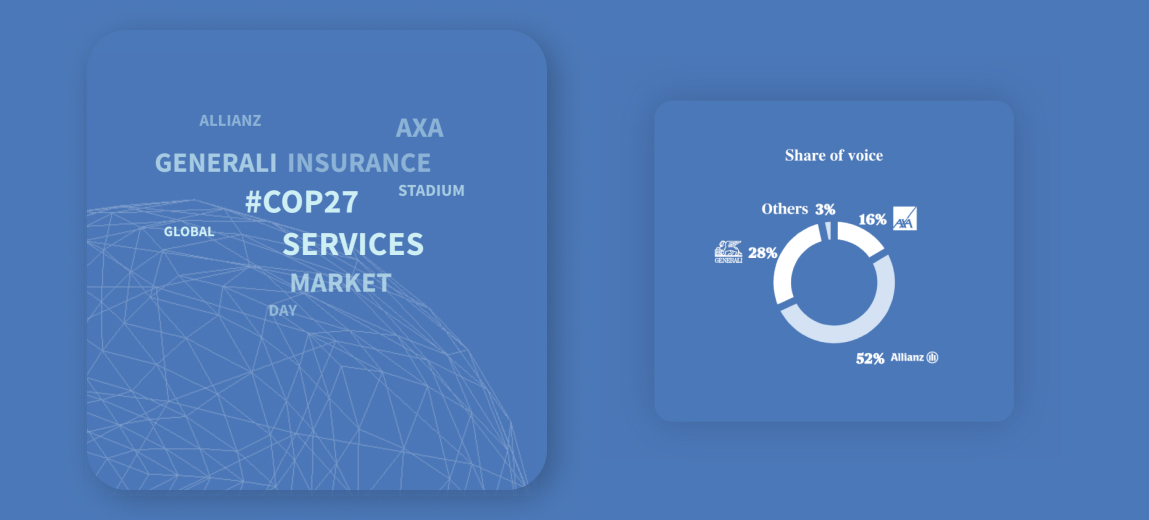 ALLIANZ
AXA
GENERALI INSURANCE
STADIUM
#COP27
GLOBAL
SERVICES
MARKET
DAY
Share of voice
Others 3%
16% AXA
GENERALI 28%
52% Allianz